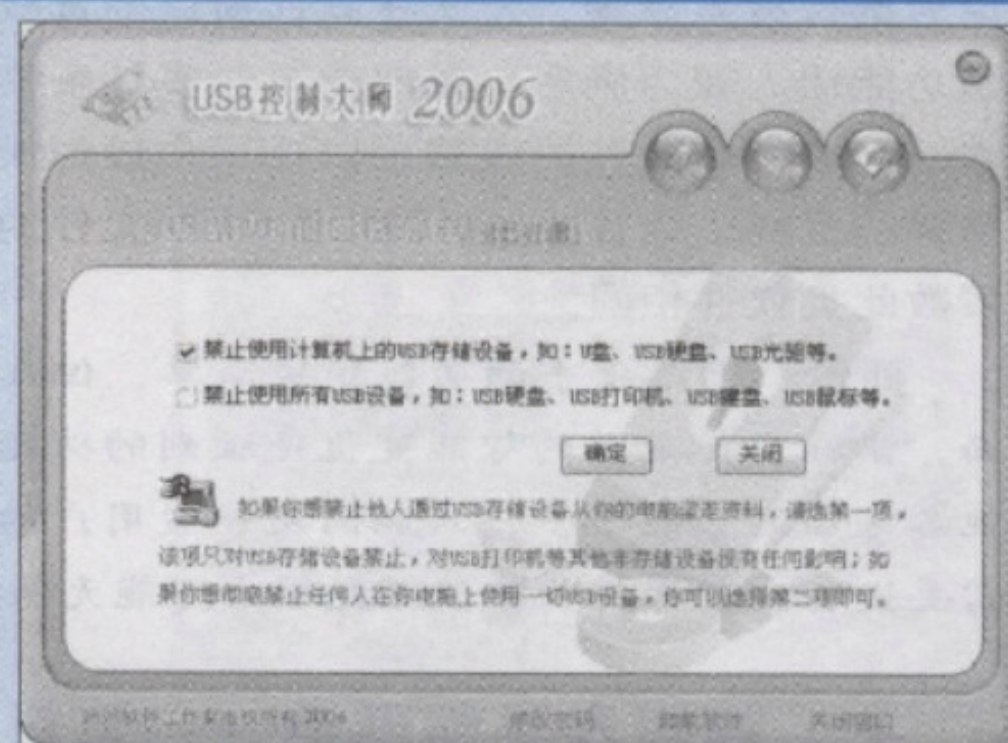 USB控制大师 2006
禁止使用计算机上的USB存储设备，如：U盘、USB硬盘、USB光驱等。
禁止使用所有USB设备，如：USB硬盘、USB打印机、USB键盘、USB鼠标等。
确定 关闭
如果你想禁止他人通过USB存储设备从你的电脑盗走资料，请选第一项，
该项只对USB存储设备禁止，对USB打印机等其他非存储设备没有任何影响；如
果你想彻底禁止任何人在你电脑上使用一切USB设备，你可以选择第二项即可。
修改密码 卸载软件 关闭窗口